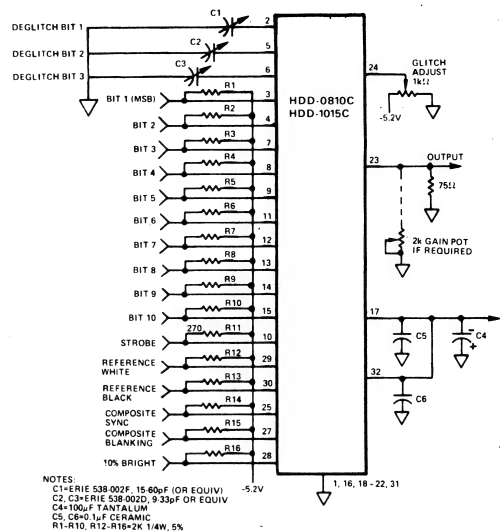 C1
DEGLITCH BIT 1
2
C2
DEGLITCH BIT 2
5
C3
DEGLITCH BIT 3
6
R1
BIT 1 (MSB)
3
R2
BIT 2
4
R3
BIT 3
7
R4
BIT 4
8
R5
BIT 5
9
R6
BIT 6
11
R7
BIT 7
12
R8
BIT 8
13
R9
BIT 9
14
R10
BIT 10
15
270 R11
STROBE
10
R12
REFERENCE
WHITE
29
R13
REFERENCE
BLACK
30
R14
COMPOSITE
SYNC
25
R15
COMPOSITE
BLANKING
27
R16
10% BRIGHT
28
-5.2V
HDD-0810C
HDD-1015C
24
GLITCH
ADJUST
1kΩ
-5.2V
23
OUTPUT
75Ω
2k GAIN POT
IF REQUIRED
17
C5
C4
+
32
C6
1, 16, 18 - 22, 31
NOTES:
C1=ERIE 538-002F, 15-60pF (OR EQUIV)
C2, C3=ERIE 538-002D, 9-33pF OR EQUIV)
C4=100µF TANTALUM
C5, C6=0.1µF CERAMIC
R1-R10, R12-R16=2K 1/4W, 5%